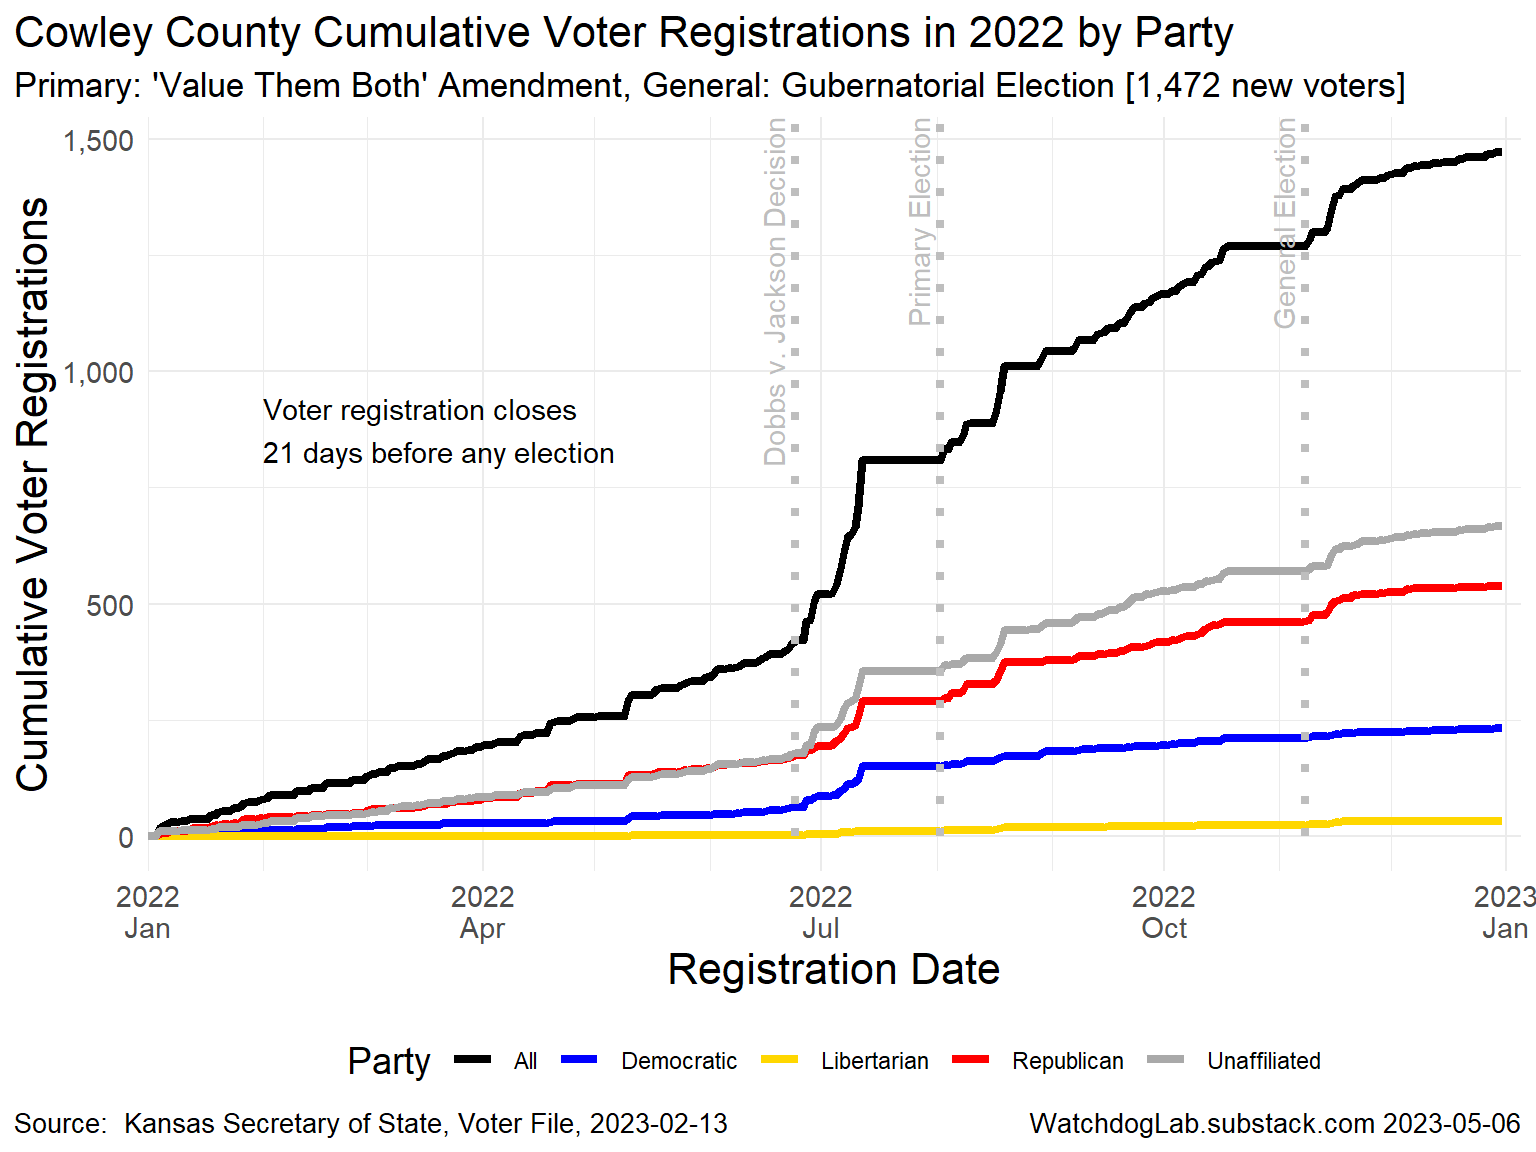 Cowley County Cumulative Voter Registrations in 2022 by Party
Primary: 'Value Them Both' Amendment, General: Gubernatorial Election [1,472 new voters]
Cumulative Voter Registrations
1,500
1,000
500
0
Dobbs v. Jackson Decision
Primary Election
General Election
Voter registration closes
21 days before any election
2022
Jan
2022
Apr
2022
Jul
2022
Oct
2023
Jan
Registration Date
Party
All
Democratic
Libertarian
Republican
Unaffiliated
Source:  Kansas Secretary of State, Voter File, 2023-02-13
WatchdogLab.substack.com 2023-05-06